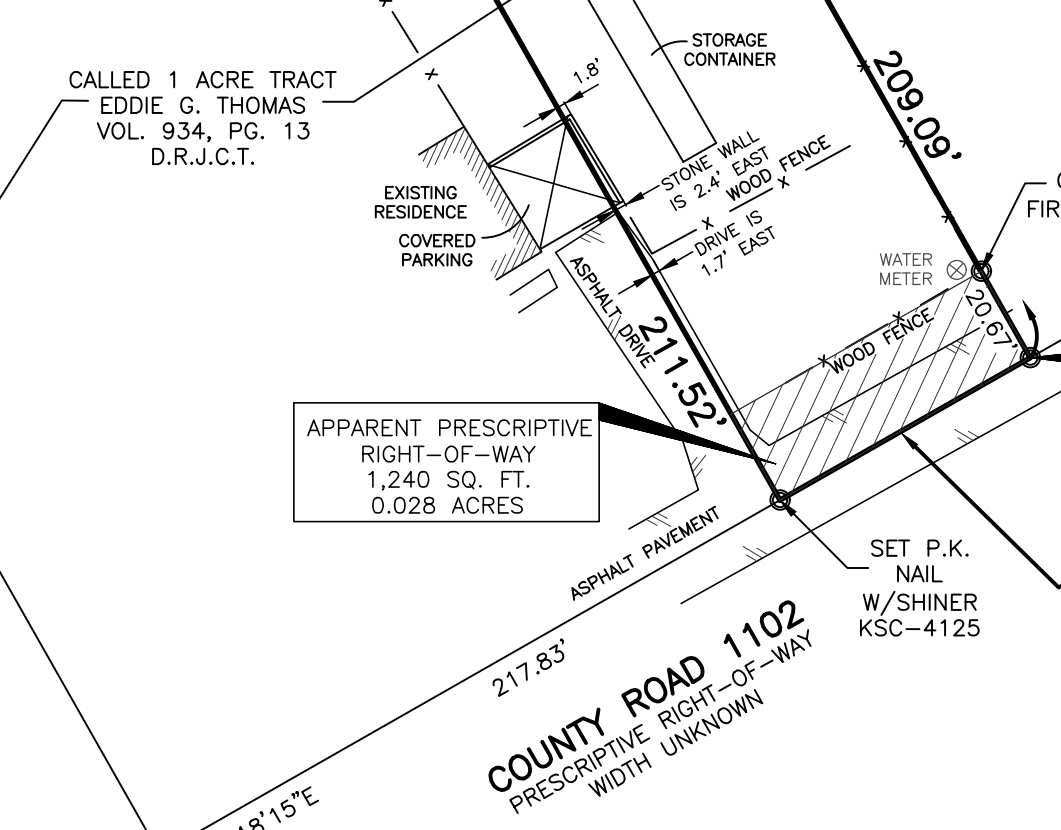 CALLED 1 ACRE TRACT
EDDIE G. THOMAS
VOL. 934, PG. 13
D.R.J.C.T.
1.8'
STORAGE
CONTAINER
209.09'
EXISTING
RESIDENCE
COVERED
PARKING
STONE WALL
IS 2.4' EAST
WOOD FENCE
DRIVE IS
1.7' EAST
FIR
WATER
METER
20.67'
WOOD FENCE
ASPHALT DRIVE
211.52'
APPARENT PRESCRIPTIVE
RIGHT-OF-WAY
1,240 SQ. FT.
0.028 ACRES
ASPHALT PAVEMENT
SET P.K.
NAIL
W/SHINER
KSC-4125
217.83'
COUNTY ROAD 1102
PRESCRIPTIVE RIGHT-OF-WAY
WIDTH UNKNOWN
18'15"E